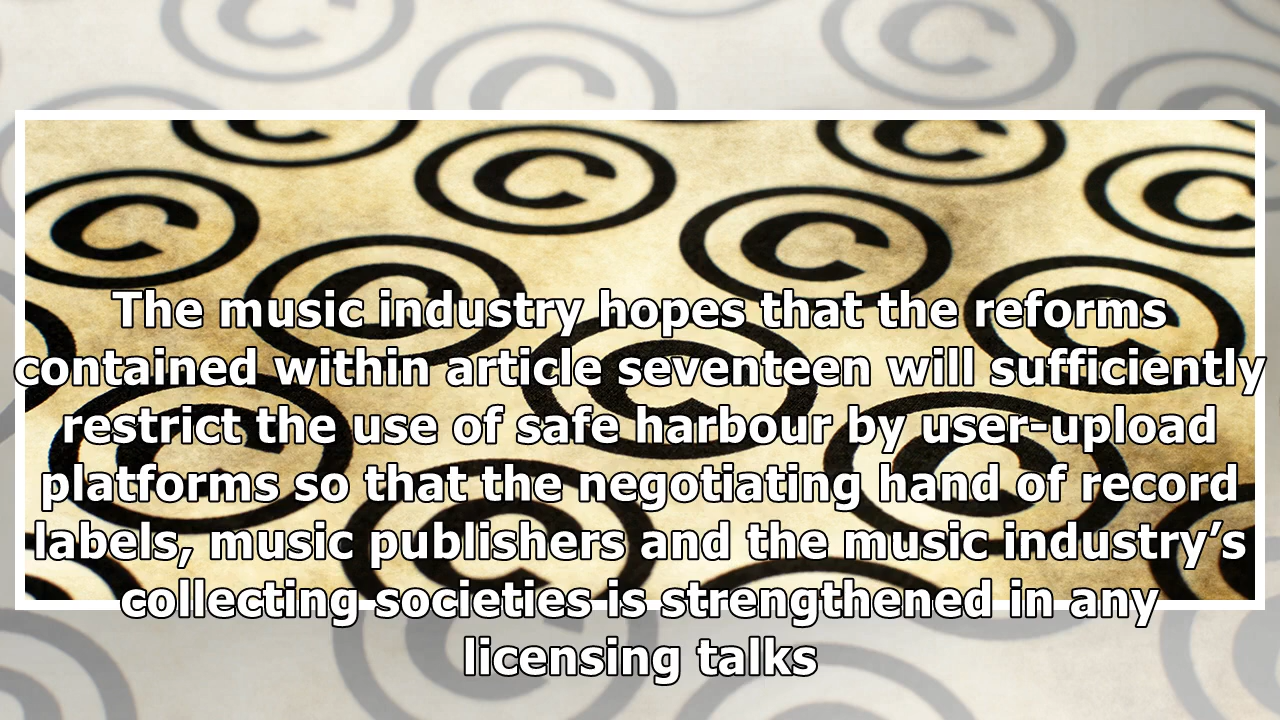 The music industry hopes that the reforms
contained within article seventeen will sufficiently
restrict the use of safe harbour by user-upload
platforms so that the negotiating hand of record
labels, music publishers and the music industry’s
collecting societies is strengthened in any
licensing talks